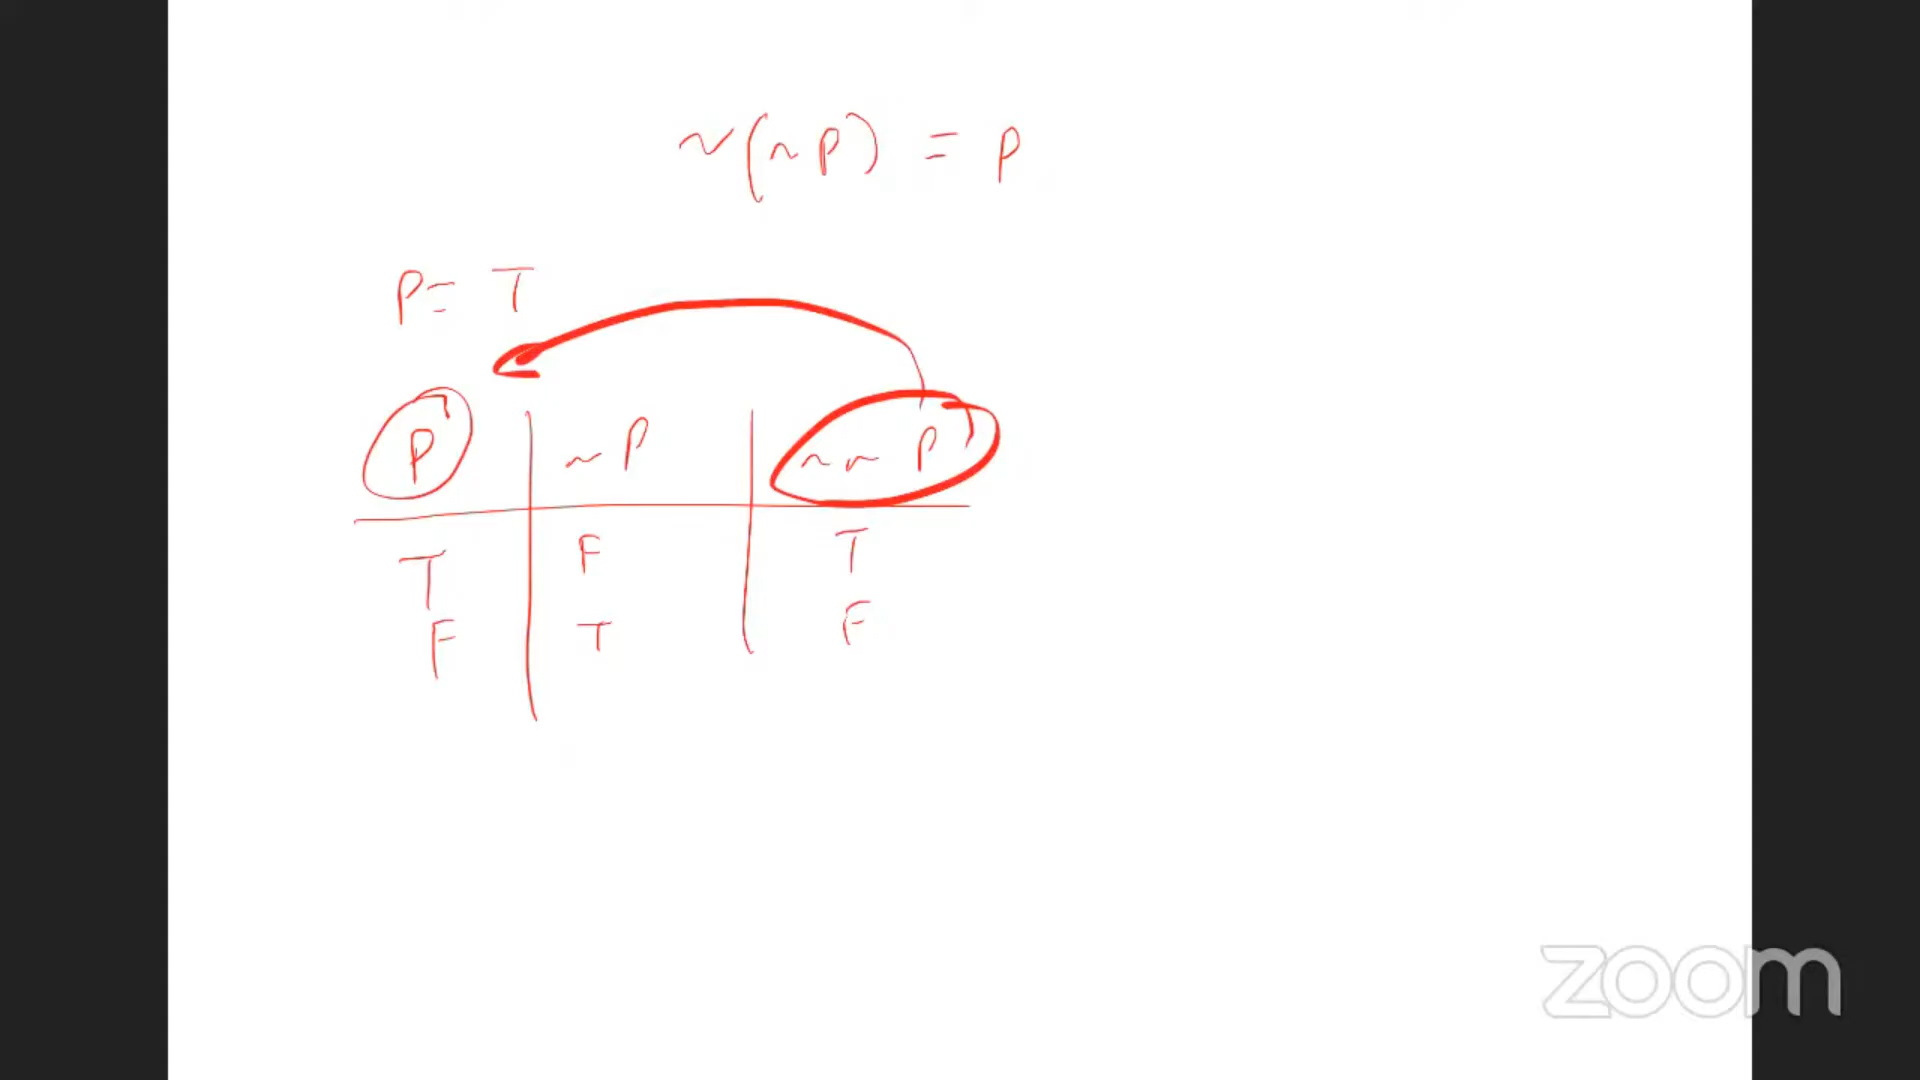 ~(~P) = P
P = T
P ~P ~~P
T F T
F T F
zoom